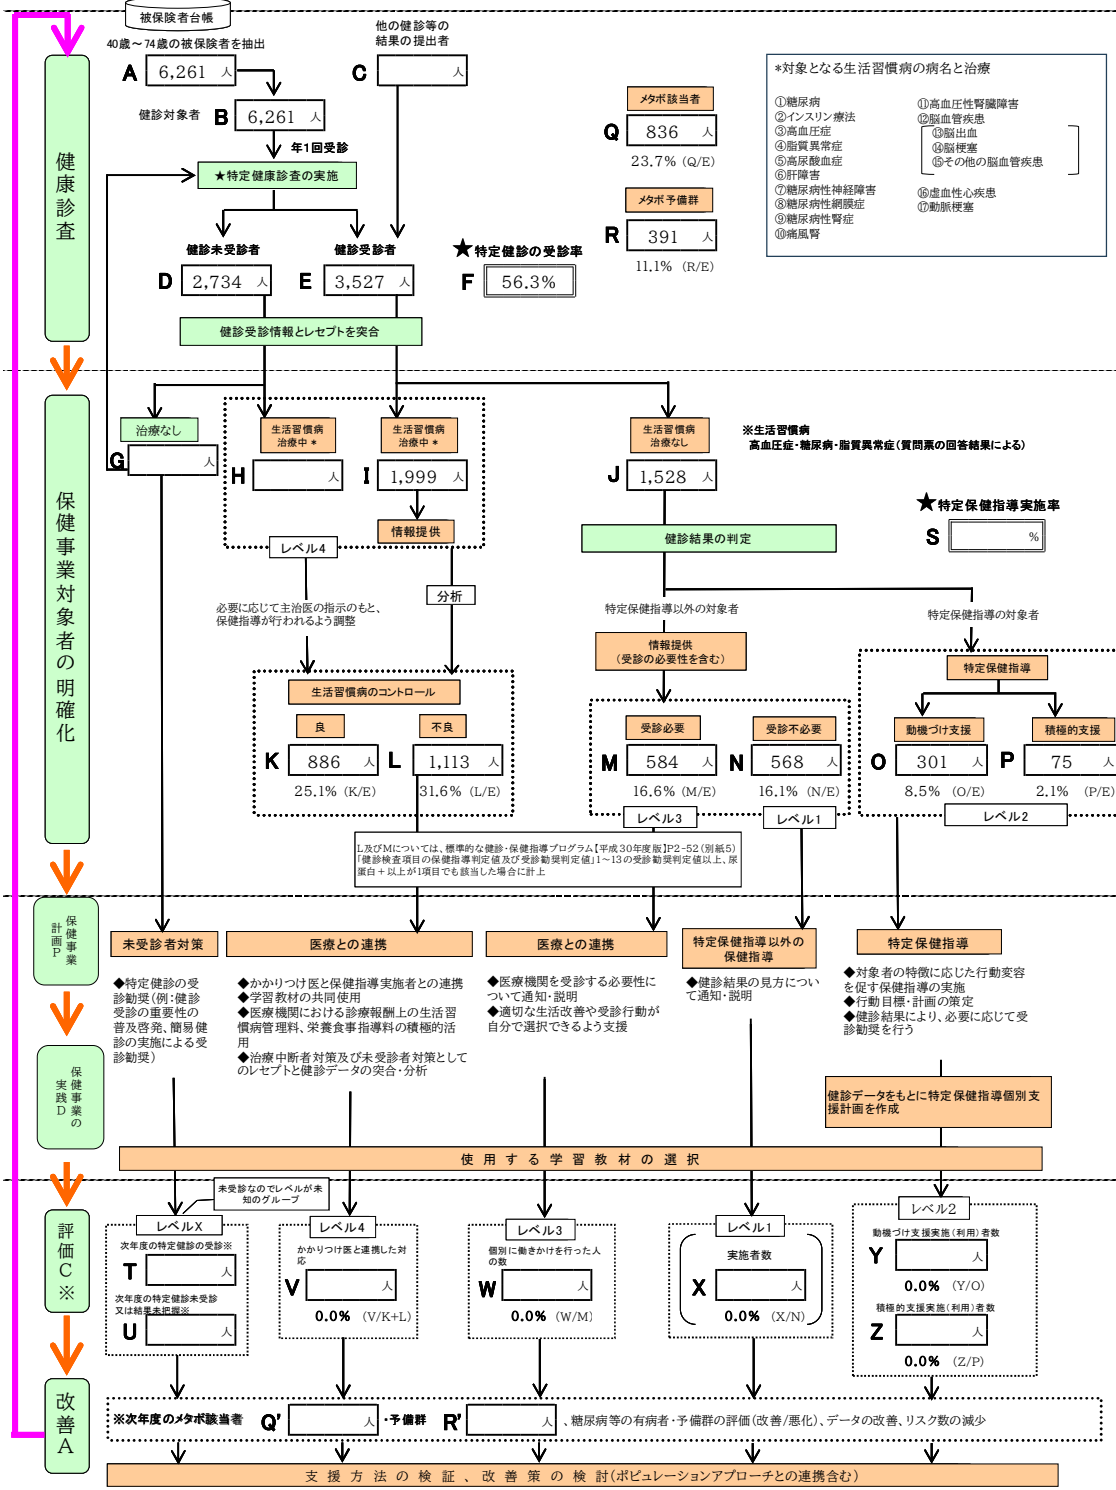 被保険者台帳
40歳～74歳の被保険者を抽出
A 6,261 人
他の健診等の
結果の提出者
C 人
健診対象者 B 6,261 人
年1回受診
★特定健康診査の実施
健康診査
健診未受診者
D 2,734 人
健診受診者
E 3,527 人
★特定健診の受診率
F 56.3%
健診受診情報とレセプトを突合
メタボ該当者
Q 836 人
23.7% (Q/E)
メタボ予備群
R 391 人
11.1% (R/E)
*対象となる生活習慣病の病名と治療
①糖尿病
②インスリン療法
③高血圧症
④脂質異常症
⑤高尿酸血症
⑥肝障害
⑦糖尿病性神経障害
⑧糖尿病性網膜症
⑨糖尿病性腎症
⑩痛風腎
⑪高血圧性腎臓障害
⑫脳血管疾患
⑬脳出血
⑭脳梗塞
⑮その他の脳血管疾患
⑯虚血性心疾患
⑰動脈梗塞
保健事業対象者の明確化
治療なし
G 人
生活習慣病
治療中 *
H 人
生活習慣病
治療中 *
I 1,999 人
情報提供
レベル4
生活習慣病
治療なし
J 1,528 人
※生活習慣病
高血圧症・糖尿病・脂質異常症(質問票の回答結果による)
健診結果の判定
★特定保健指導実施率
S %
分析
必要に応じて主治医の指示のもと、
保健指導が行われるよう調整
特定保健指導以外の対象者
特定保健指導の対象者
情報提供
(受診の必要性を含む)
特定保健指導
生活習慣病のコントロール
良
K 886 人
25.1% (K/E)
不良
L 1,113 人
31.6% (L/E)
受診必要
M 584 人
16.6% (M/E)
レベル3
受診不必要
N 568 人
16.1% (N/E)
レベル1
動機づけ支援
O 301 人
8.5% (O/E)
積極的支援
P 75 人
2.1% (P/E)
レベル2
L及びMについては、標準的な健診・保健指導プログラム【平成30年度版】P2-52(別紙5)
「健診検査項目の保健指導判定値及び受診勧奨判定値」1～13の受診勧奨判定値以上、尿
蛋白＋以上が1項目でも該当した場合に計上
保健事業
計画P
未受診者対策
◆特定健診の受
診勧奨(例:健診
受診の重要性の
普及啓発、簡易健
診の実施による受
診勧奨)
医療との連携
◆かかりつけ医と保健指導実施者との連携
◆学習教材の共同使用
◆医療機関における診療報酬上の生活習
慣病管理料、栄養食事指導料の積極的活
用
◆治療中断者対策及び未受診者対策として
のレセプトと健診データの突合・分析
医療との連携
◆医療機関を受診する必要性に
ついて通知・説明
◆適切な生活改善や受診行動が
自分で選択できるよう支援
特定保健指導以外の
保健指導
◆健診結果の見方につい
て通知・説明
特定保健指導
◆対象者の特徴に応じた行動変容
を促す保健指導の実施
◆行動目標・計画の策定
◆健診結果により、必要に応じて受
診勧奨を行う
保健事業の
実践D
健診データをもとに特定保健指導個別支
援計画を作成
使用する学習教材の選択
評価C※
未受診なのでレベルが未
知のグループ
レベルX
次年度の特定健診の受診※
T 人
次年度の特定健診未受診
又は結果未把握※
U 人
レベル4
かかりつけ医と連携した対
応
V 人
0.0% (V/K+L)
レベル3
個別に働きかけを行った人
の数
W 人
0.0% (W/M)
レベル1
実施者数
X 人
0.0% (X/N)
レベル2
動機づけ支援実施(利用)者数
Y 人
0.0% (Y/O)
積極的支援実施(利用)者数
Z 人
0.0% (Z/P)
改善A
※次年度のメタボ該当者 Q' 人 ・予備群 R' 人 、糖尿病等の有病者・予備群の評価(改善/悪化)、データの改善、リスク数の減少
支援方法の検証、改善策の検討(ポピュレーションアプローチとの連携含む)